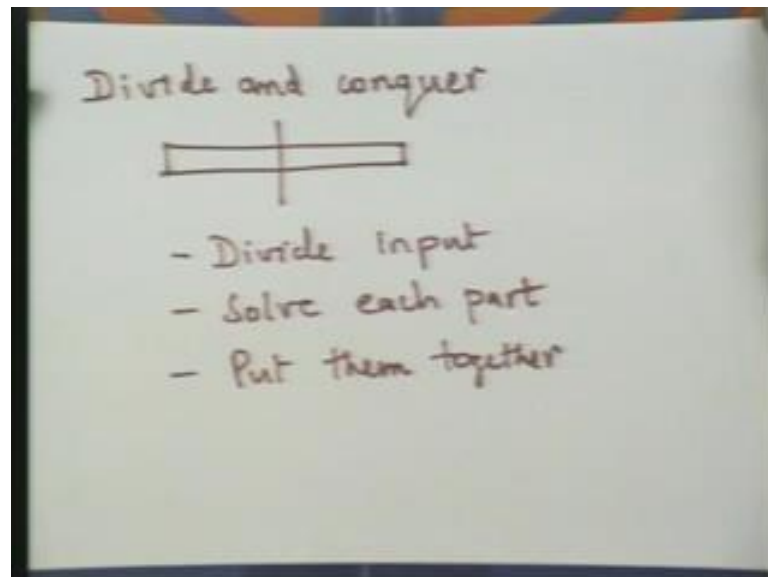 Divide and conquer
- Divide input
- Solve each part
- Put them together